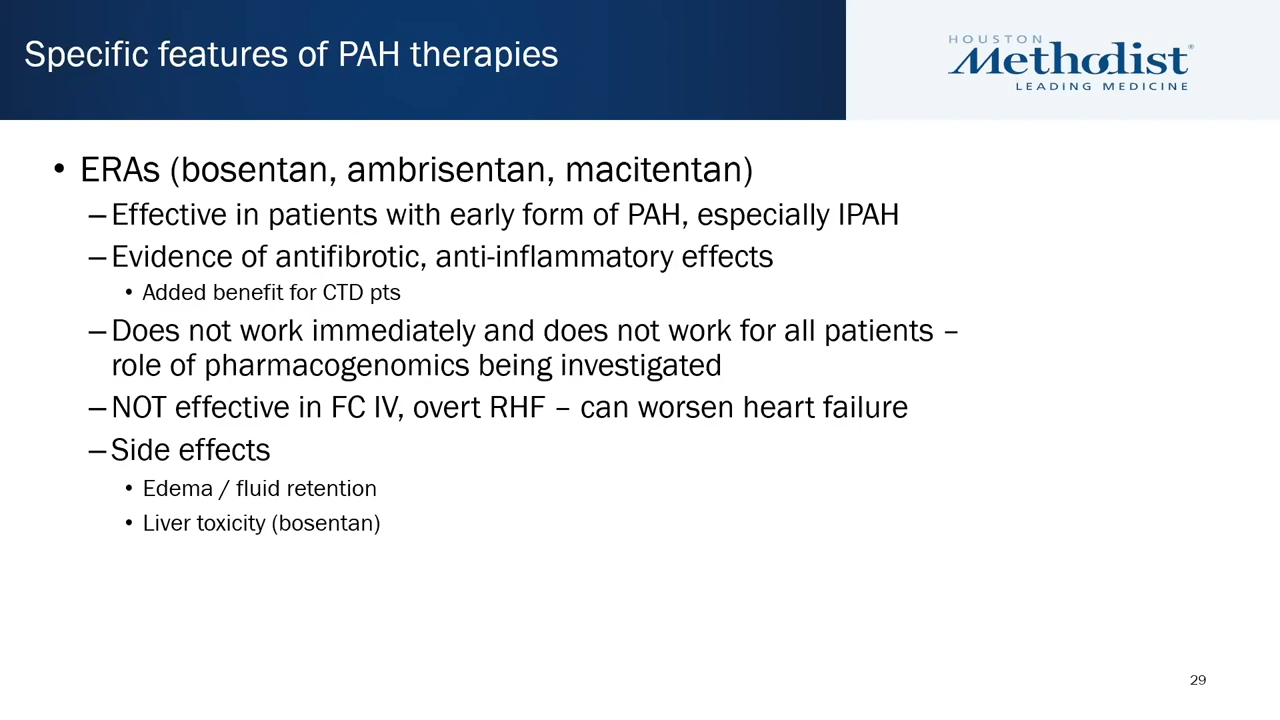 Specific features of PAH therapies
HOUSTON
Methodist®
LEADING MEDICINE
• ERAs (bosentan, ambrisentan, macitentan)
– Effective in patients with early form of PAH, especially IPAH
– Evidence of antifibrotic, anti-inflammatory effects
• Added benefit for CTD pts
– Does not work immediately and does not work for all patients –
role of pharmacogenomics being investigated
– NOT effective in FC IV, overt RHF – can worsen heart failure
– Side effects
• Edema / fluid retention
• Liver toxicity (bosentan)
29